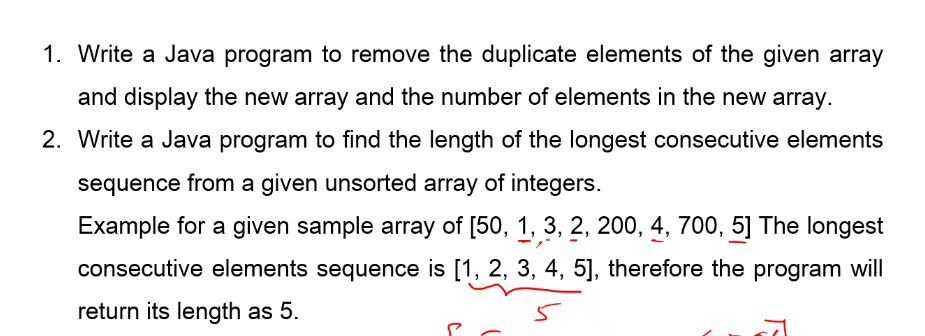 1. Write a Java program to remove the duplicate elements of the given array
and display the new array and the number of elements in the new array.
2. Write a Java program to find the length of the longest consecutive elements
sequence from a given unsorted array of integers.
Example for a given sample array of [50, 1, 3, 2, 200, 4, 700, 5] The longest
consecutive elements sequence is [1, 2, 3, 4, 5], therefore the program will
return its length as 5.
5